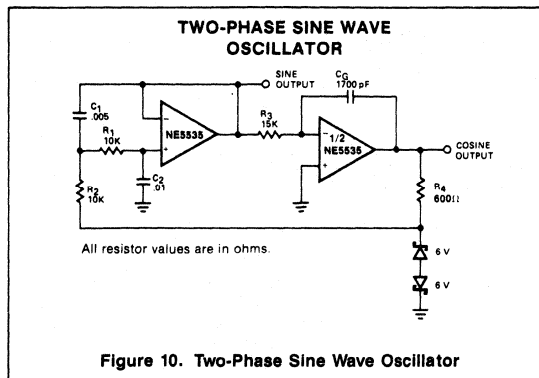 TWO-PHASE SINE WAVE
OSCILLATOR
SINE
OUTPUT
CG
1700 pF
C1
.005
R1
10K
−
NE5535
+
R3
15K
−
1/2
NE5535
+
COSINE
OUTPUT
C2
.01
R2
10K
R4
600Ω
All resistor values are in ohms.
6 V
6 V
Figure 10. Two-Phase Sine Wave Oscillator